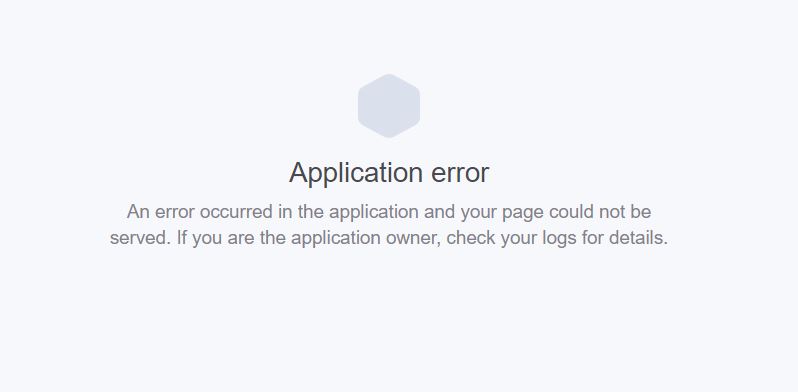 Application error
An error occurred in the application and your page could not be
served. If you are the application owner, check your logs for details.